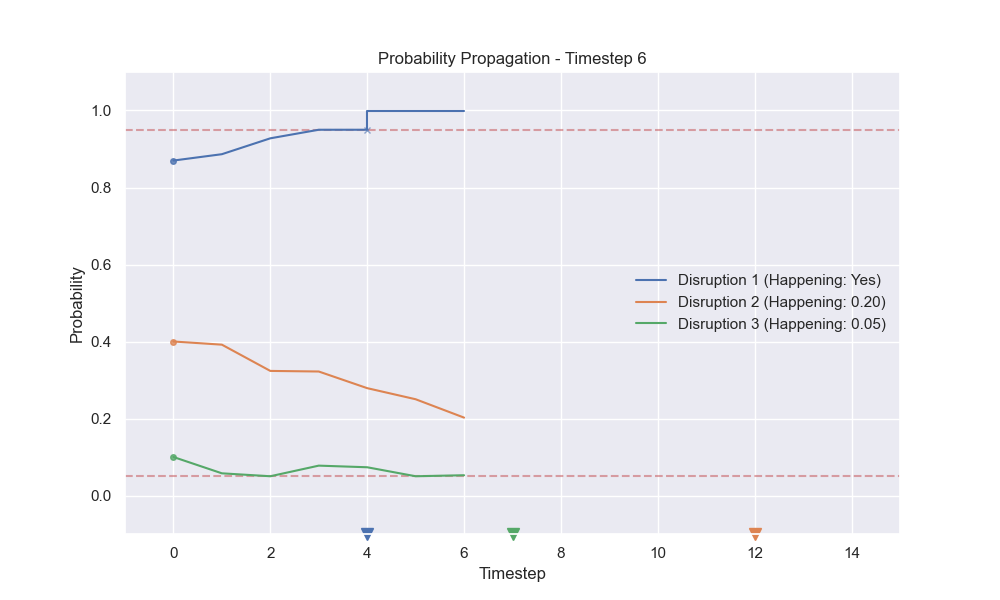 Probability Propagation - Timestep 6
1.0
0.8
0.6
0.4
0.2
0.0
Probability
Disruption 1 (Happening: Yes)
Disruption 2 (Happening: 0.20)
Disruption 3 (Happening: 0.05)
0 2 4 6 8 10 12 14
Timestep